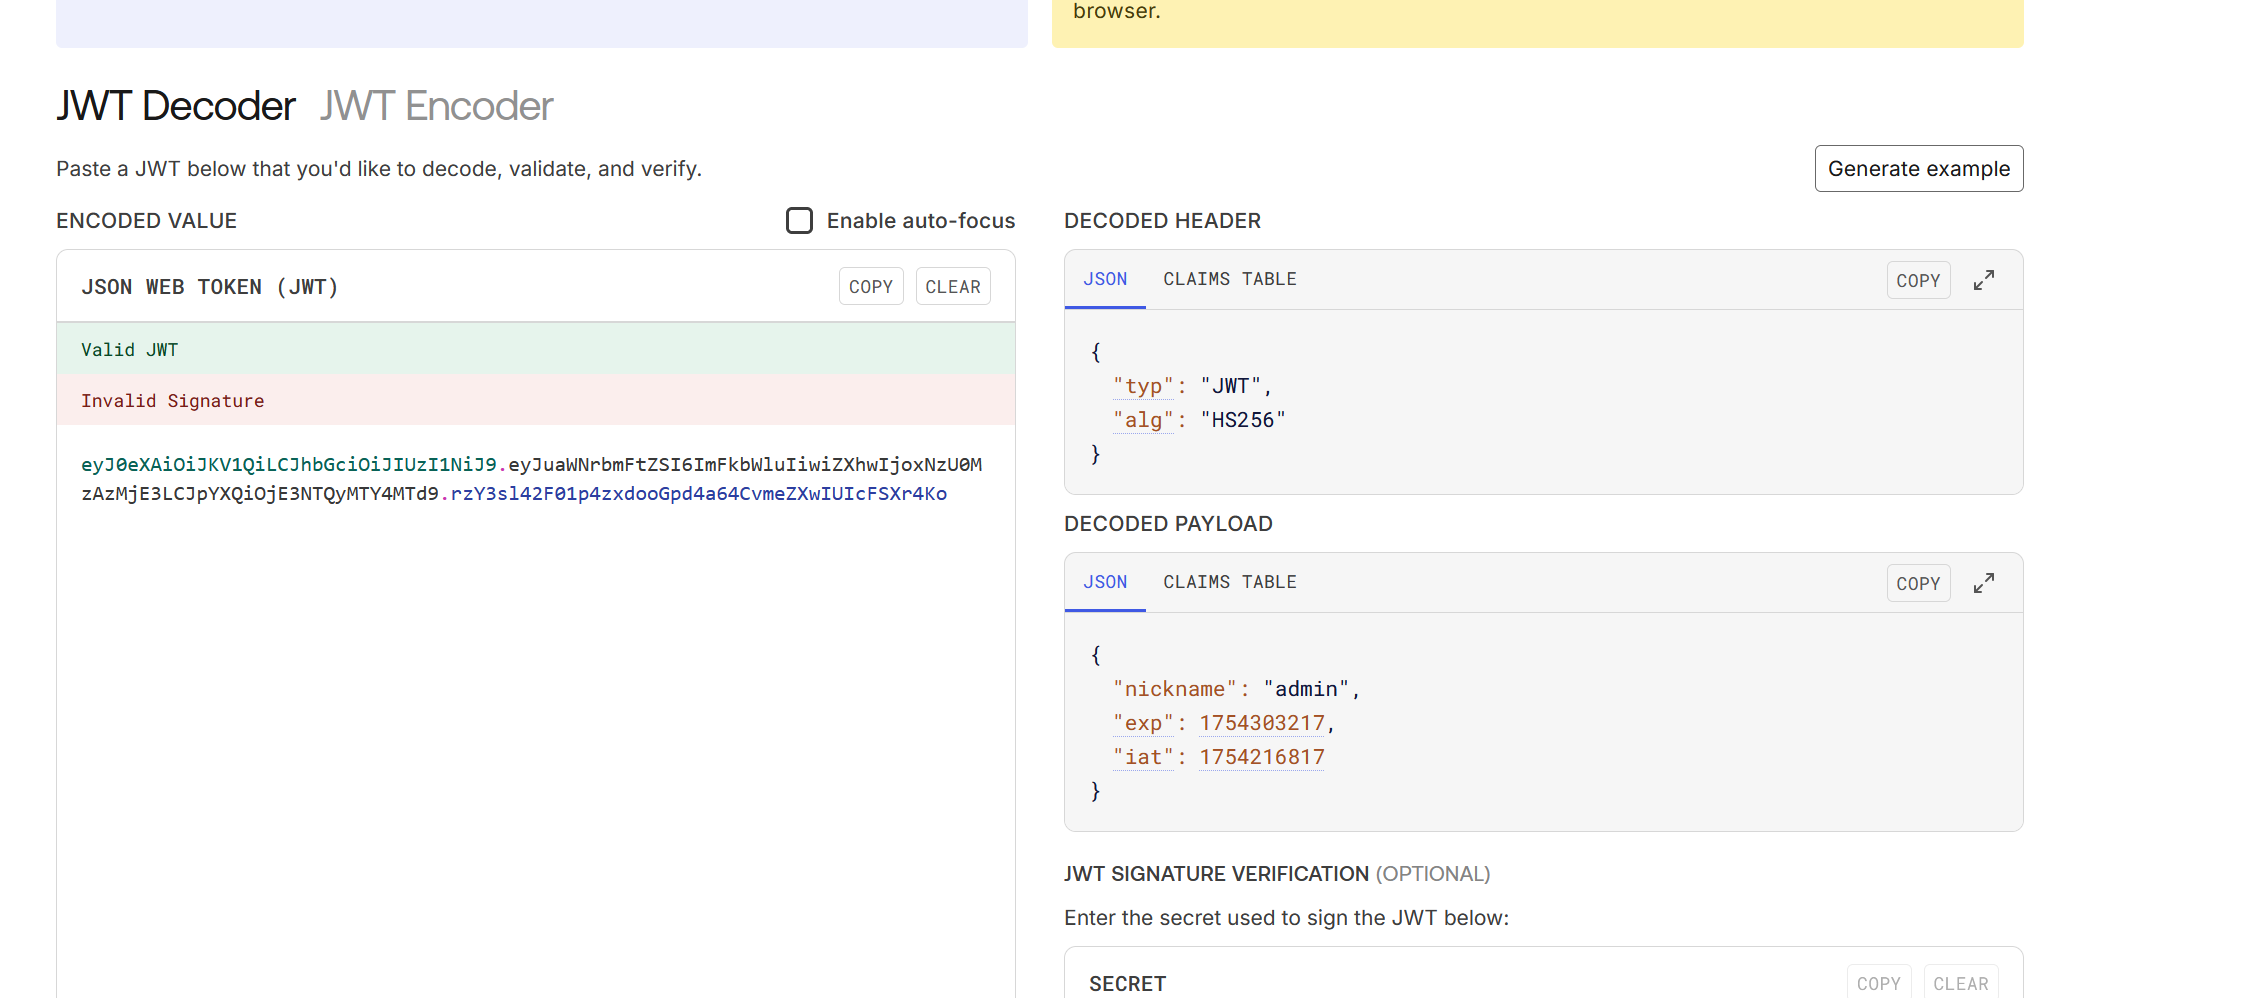 browser.
JWT Decoder JWT Encoder
Paste a JWT below that you'd like to decode, validate, and verify.
Generate example
ENCODED VALUE
Enable auto-focus
JSON WEB TOKEN (JWT)
COPY CLEAR
Valid JWT
Invalid Signature
eyJ0eXAiOiJKV1QiLCJhbGciOiJIUzI1NiJ9.eyJuaWNrbmFtZSI6ImFkbWluIiwiZXhwIjoxNzU0M
zAzMjE3LCJpYXQiOjE3NTQyMTY4MTd9.rzY3sl42F01p4zxdooGpd4a64CvmeZXwIUIcFSXr4Ko
DECODED HEADER
JSON CLAIMS TABLE
COPY
{
"typ": "JWT",
"alg": "HS256"
}
DECODED PAYLOAD
JSON CLAIMS TABLE
COPY
{
"nickname": "admin",
"exp": 1754303217,
"iat": 1754216817
}
JWT SIGNATURE VERIFICATION (OPTIONAL)
Enter the secret used to sign the JWT below:
SECRET
COPY CLEAR